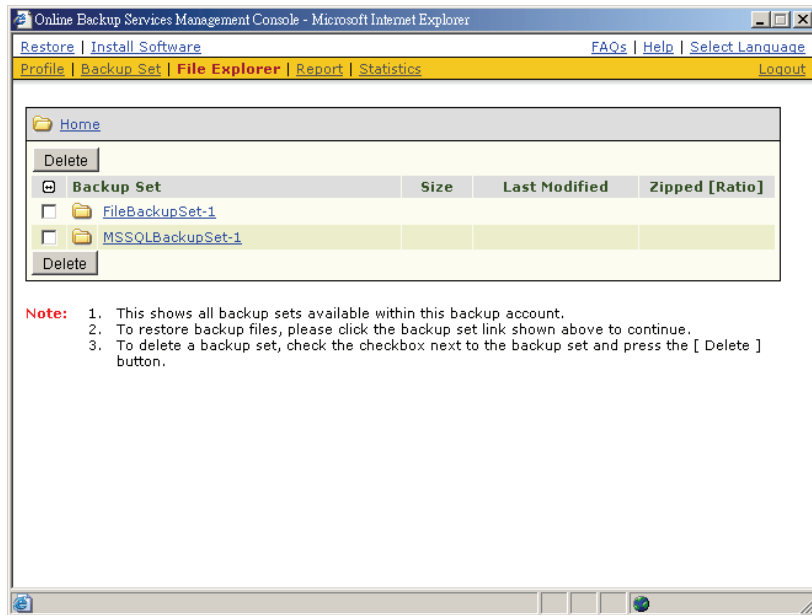 Online Backup Services Management Console - Microsoft Internet Explorer
Restore | Install Software FAQs | Help | Select Language
Profile | Backup Set | File Explorer | Report | Statistics Logout
Home
Delete
Backup Set Size Last Modified Zipped [Ratio]
FileBackupSet-1
MSSQLBackupSet-1
Delete
Note: 1. This shows all backup sets available within this backup account.
2. To restore backup files, please click the backup set link shown above to continue.
3. To delete a backup set, check the checkbox next to the backup set and press the [ Delete ]
button.